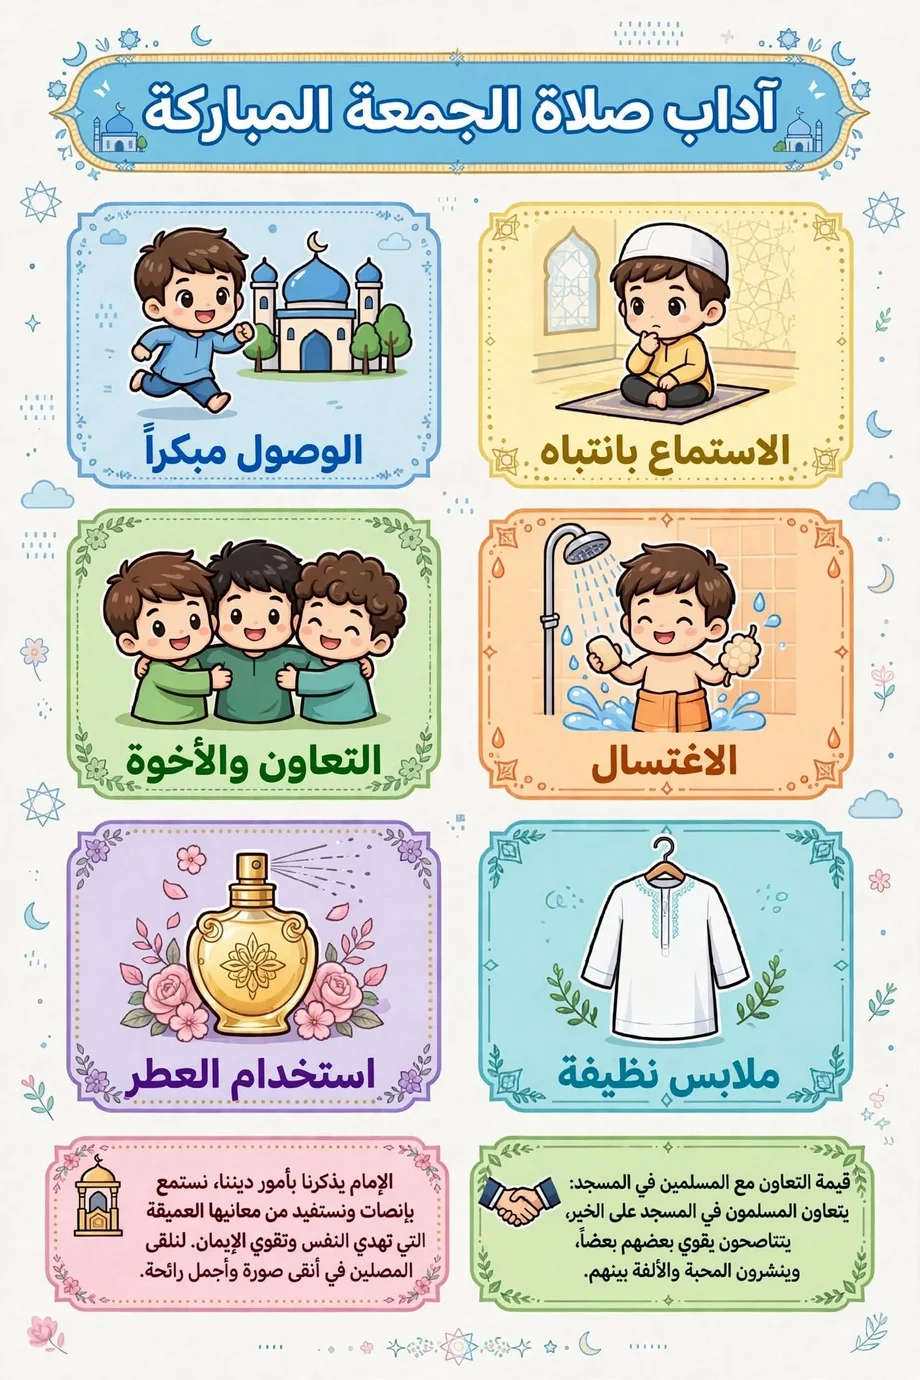 آداب صلاة الجمعة المباركة
الاستماع بانتباه
الوصول مبكراً
الاغتسال
التعاون والأخوة
ملابس نظيفة
استخدام العطر
قيمة التعاون مع المسلمين في المسجد:
يتعاون المسلمون في المسجد على الخير،
يتناصحون يقوي بعضهم بعضاً،
وينشرون المحبة والألفة بينهم.
الإمام يذكرنا بأمور ديننا، نستمع
بإنصات ونستفيد من معانيها العميقة
التي تهدي النفس وتقوي الإيمان. لنلقى
المصلين في أنقى صورة وأجمل رائحة.